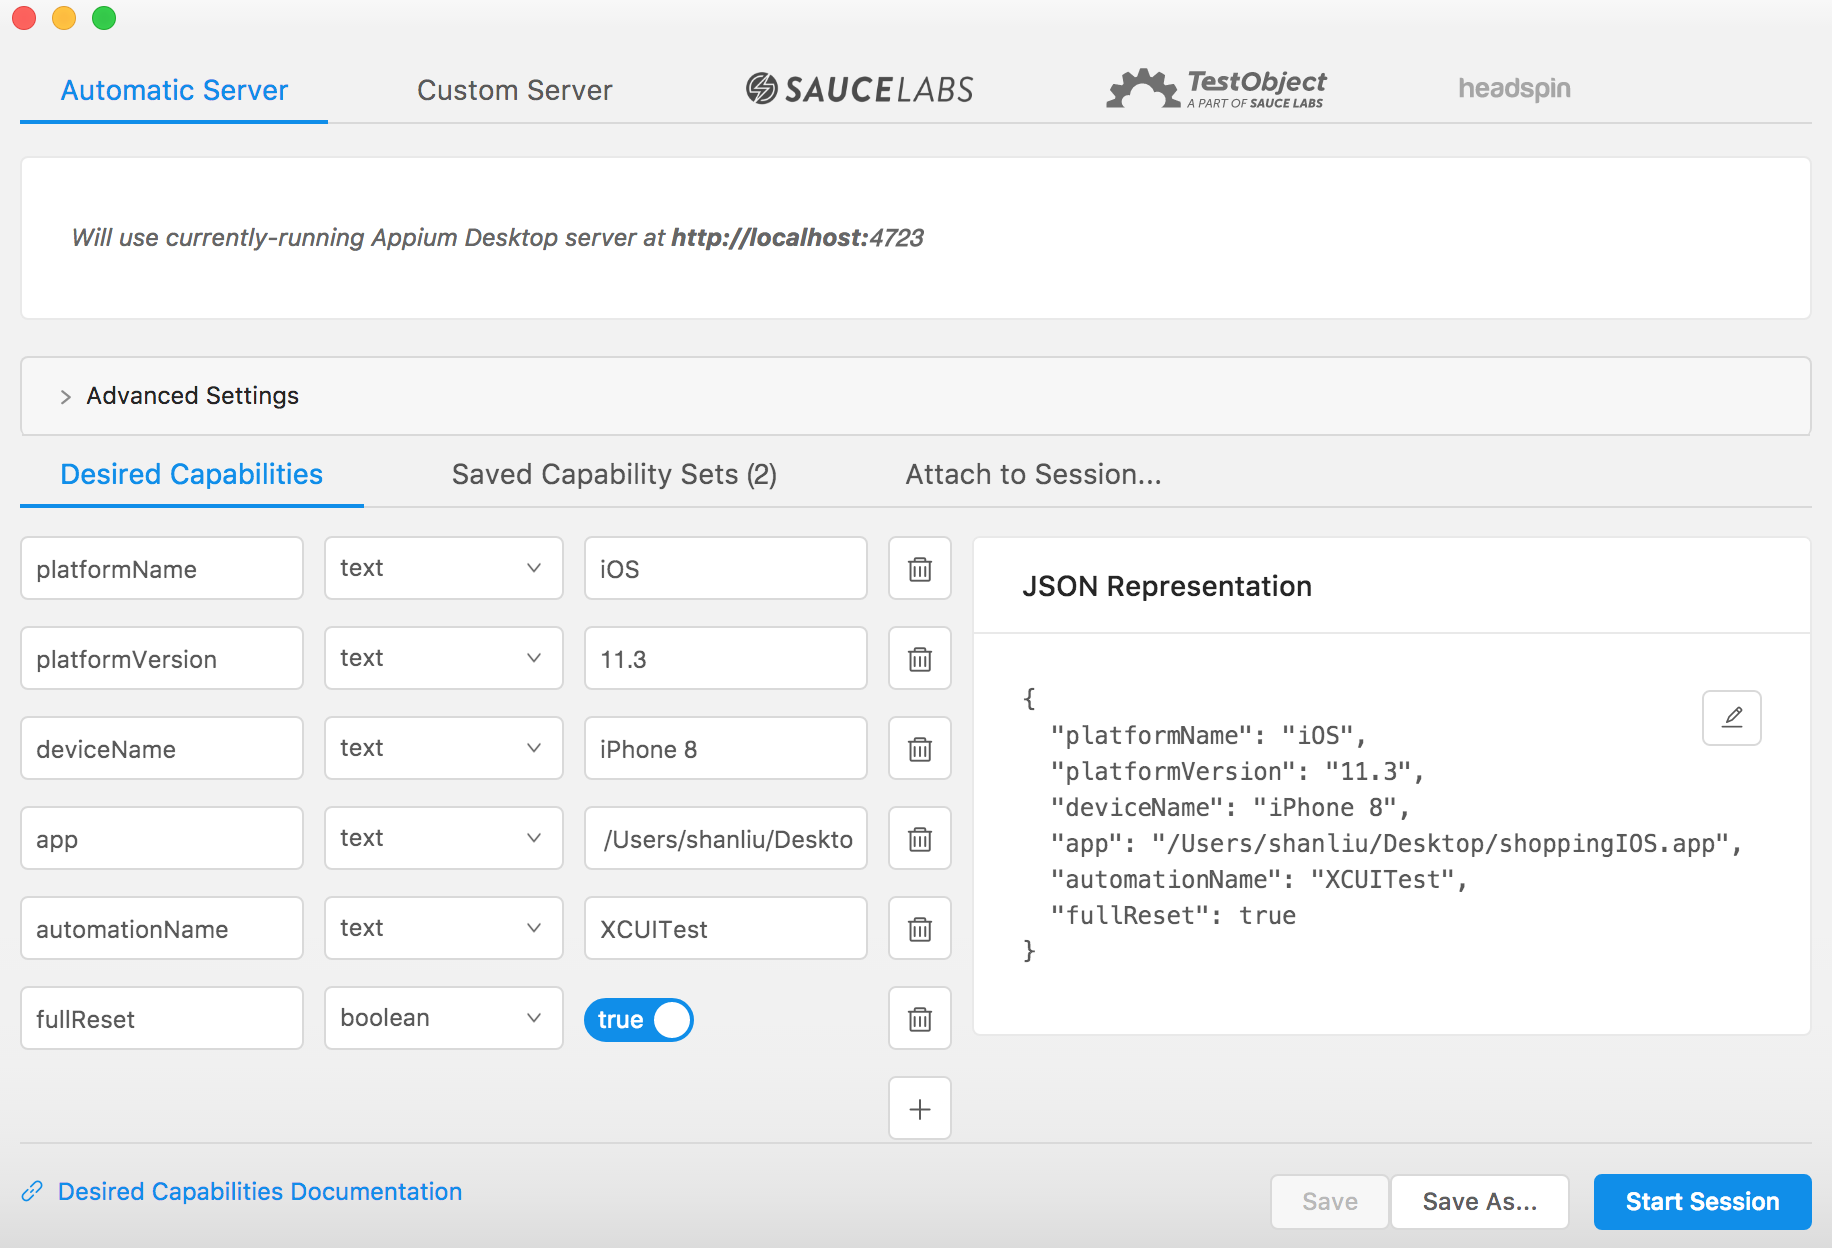 Automatic Server
Custom Server
SAUCELABS
TestObject
A PART OF SAUCE LABS
headspin
Will use currently-running Appium Desktop server at http://localhost:4723
Advanced Settings
Desired Capabilities
Saved Capability Sets (2)
Attach to Session...
platformName
text
iOS
platformVersion
text
11.3
deviceName
text
iPhone 8
app
text
/Users/shanliu/Deskto
automationName
text
XCUITest
fullReset
boolean
true
JSON Representation
{
"platformName": "iOS",
"platformVersion": "11.3",
"deviceName": "iPhone 8",
"app": "/Users/shanliu/Desktop/shoppingIOS.app",
"automationName": "XCUITest",
"fullReset": true
}
Desired Capabilities Documentation
Save
Save As...
Start Session